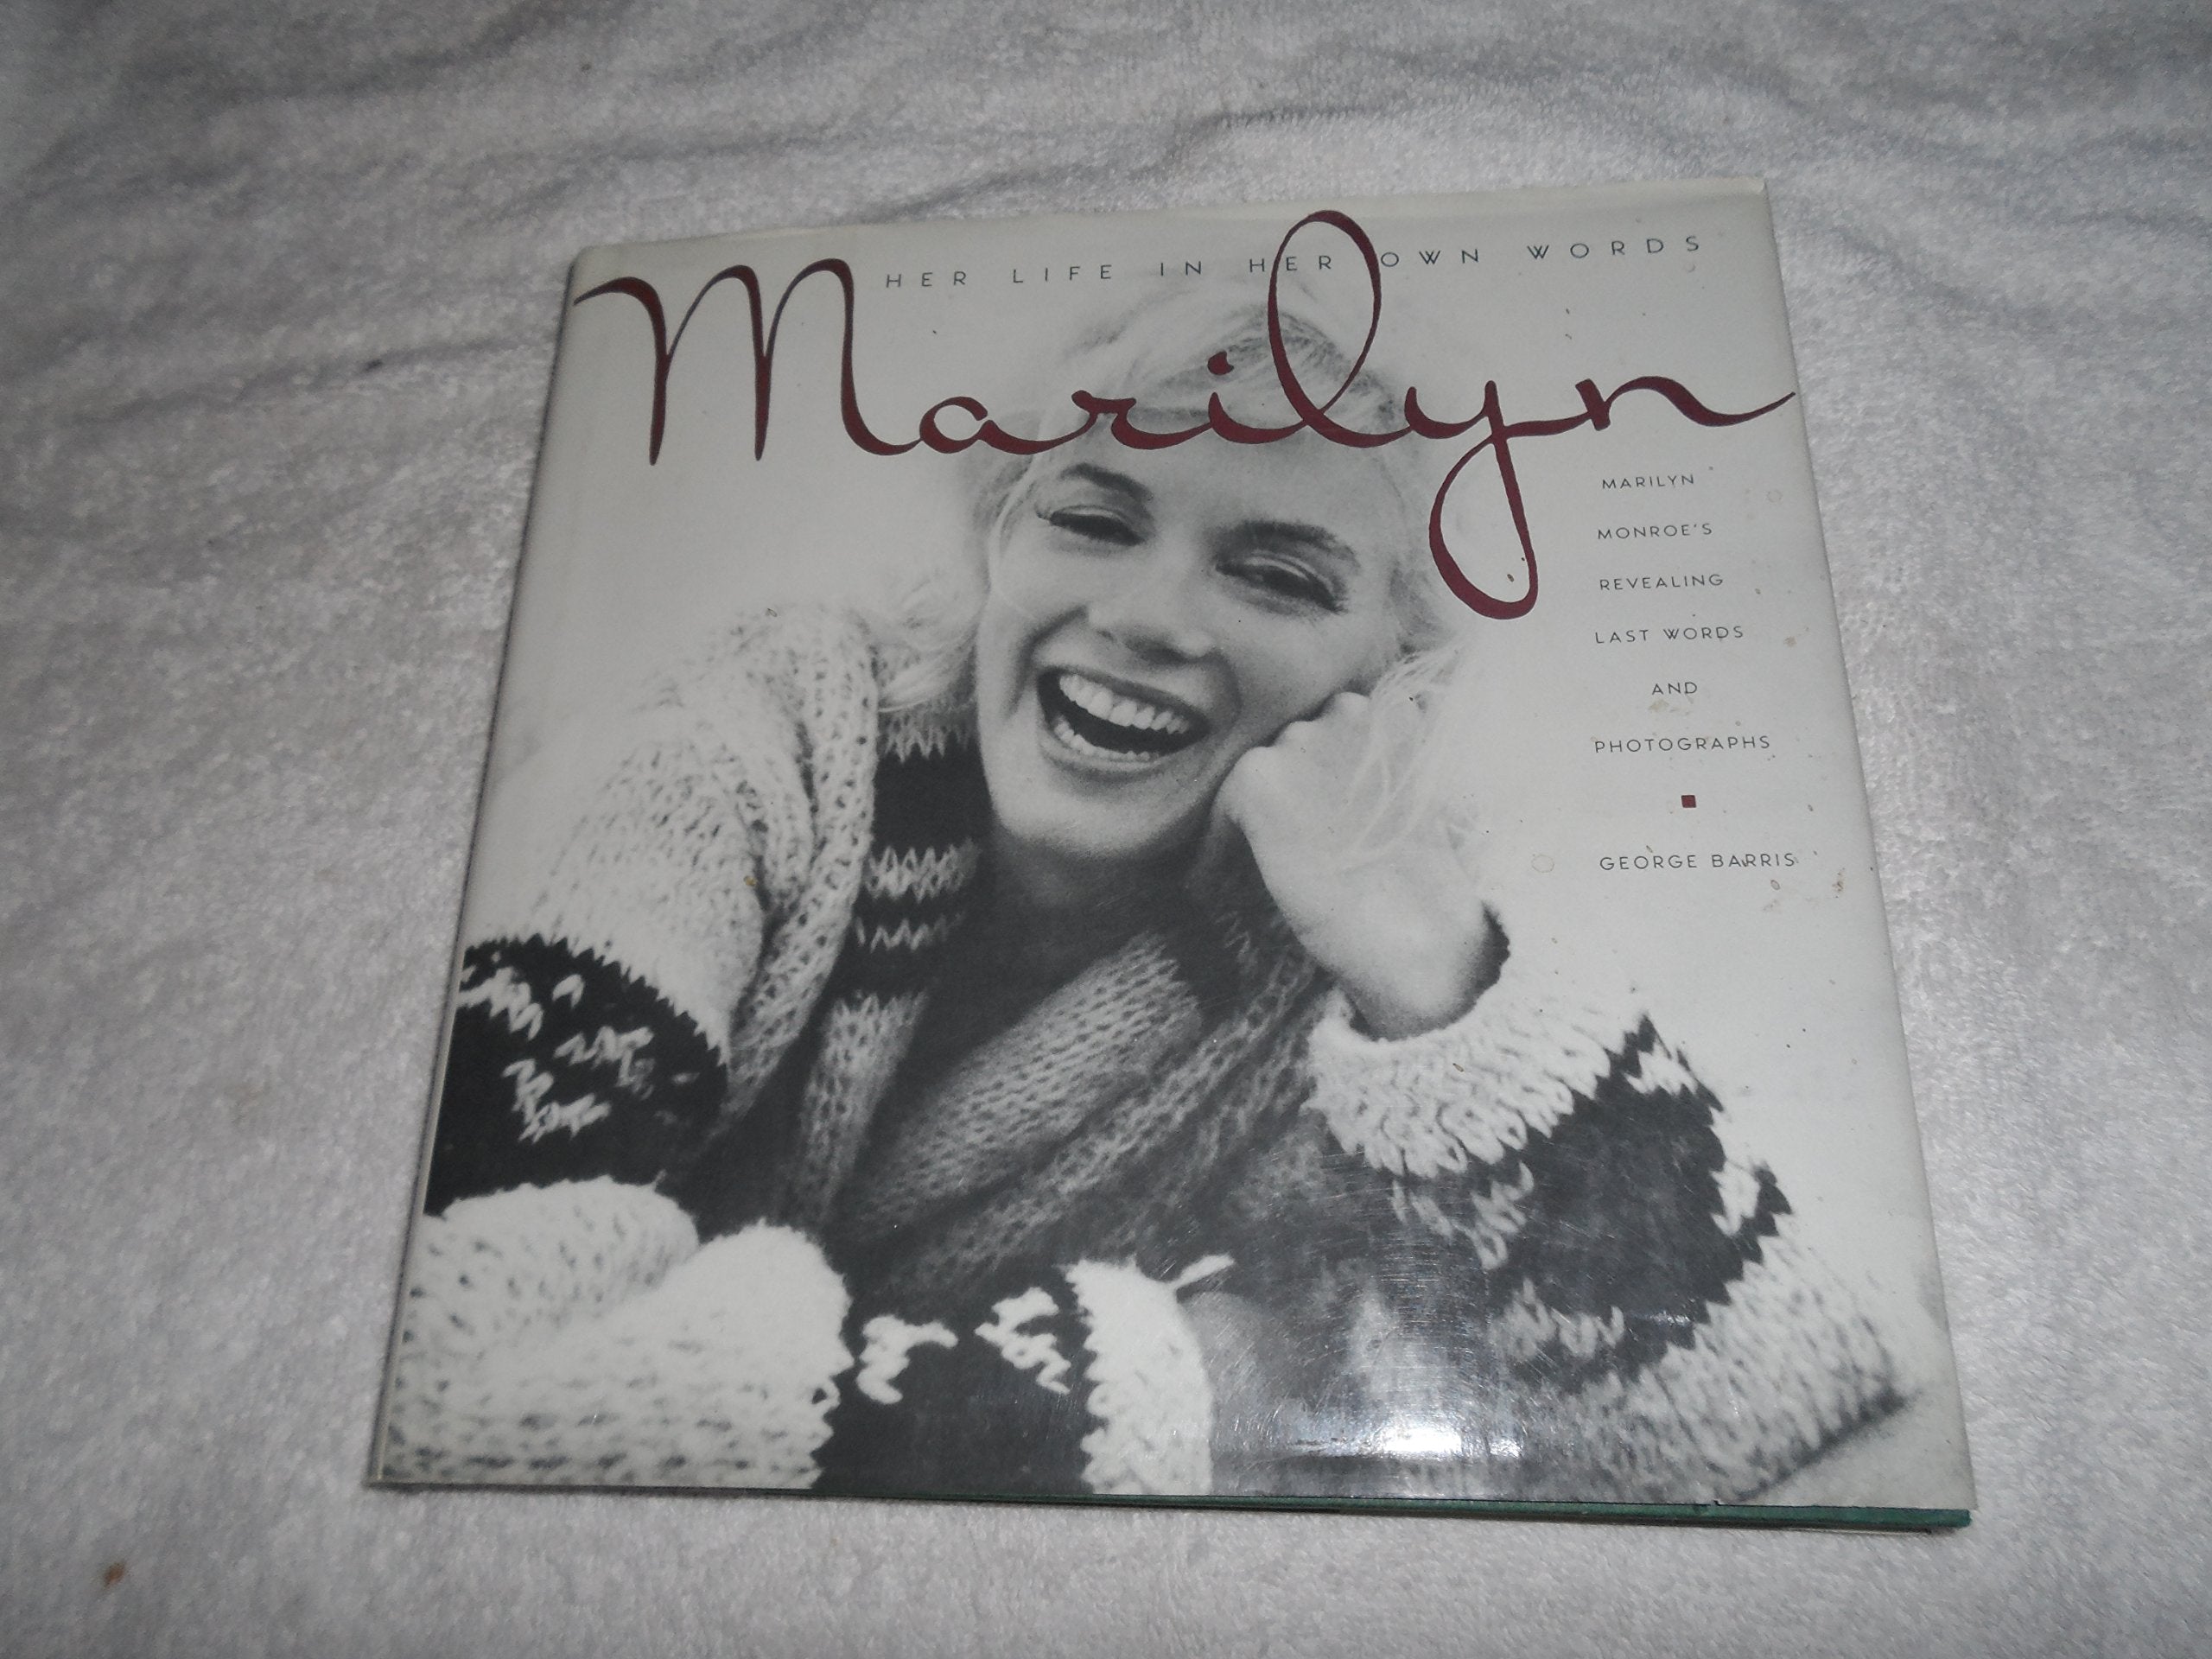 HER LIFE IN HER OWN WORDS
Marilyn
MARILYN
MONROE'S
REVEALING
LAST WORDS
AND
PHOTOGRAPHS
GEORGE BARRIS